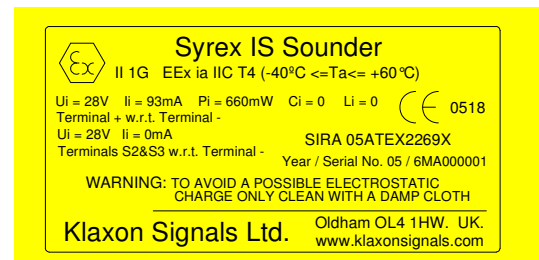 Syrex IS Sounder
Ex II 1G EEx ia IIC T4 (-40ºC <=Ta<= +60°C)
Ui = 28V Ii = 93mA Pi = 660mW Ci = 0 Li = 0
Terminal + w.r.t. Terminal -
CE 0518
Ui = 28V Ii = 0mA
Terminals S2&S3 w.r.t. Terminal -
SIRA 05ATEX2269X
Year / Serial No. 05 / 6MA000001
WARNING: TO AVOID A POSSIBLE ELECTROSTATIC
CHARGE ONLY CLEAN WITH A DAMP CLOTH
Klaxon Signals Ltd.
Oldham OL4 1HW. UK.
www.klaxonsignals.com